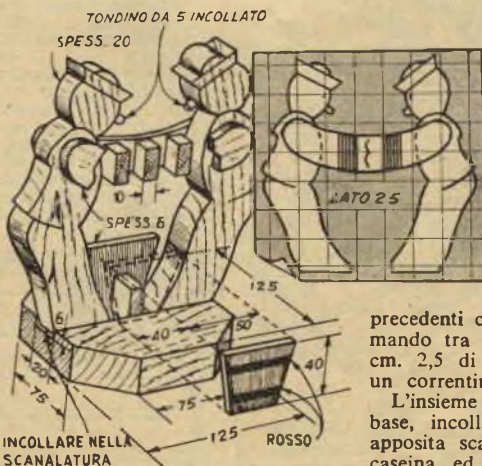 TONDINO DA 5 INCOLLATO
SPESS. 20
10
SPESS. 6
LATO 25
125
6
40
50
20
75
75
40
125
ROSSO
INCOLLARE NELLA
SCANALATURA
precedenti c
mando tra
cm. 2,5 di
un correntin
L'insieme
base, incoll
apposita sca
caseina ed